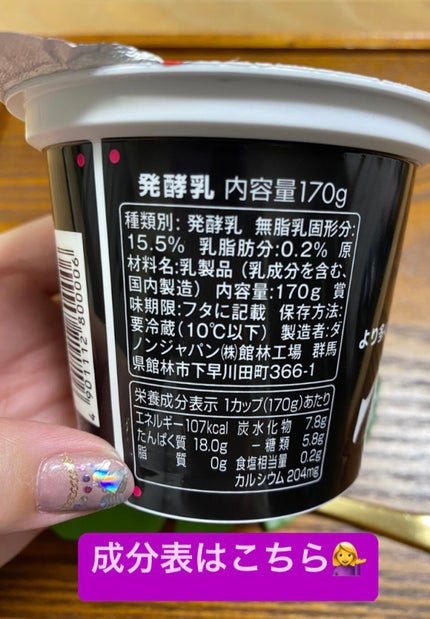 発酵乳 内容量170g
種類別: 発酵乳 無脂乳固形分:
15.5% 乳脂肪分:0.2% 原
材料名:乳製品(乳成分を含む、
国内製造) 内容量:170g 賞
味期限:フタに記載 保存方法:
要冷蔵(10℃以下) 製造者:ダ
ノンジャパン㈱館林工場 群馬
県館林市下早川田町366-1
栄養成分表示 1カップ(170g)あたり
エネルギー107kcal 炭水化物 7.8g
たんぱく質 18.0g －糖類 5.8g
脂質 0g 食塩相当量 0.2g
カルシウム 204mg
4 901112 800006
より多
成分表はこちら💁‍♀️